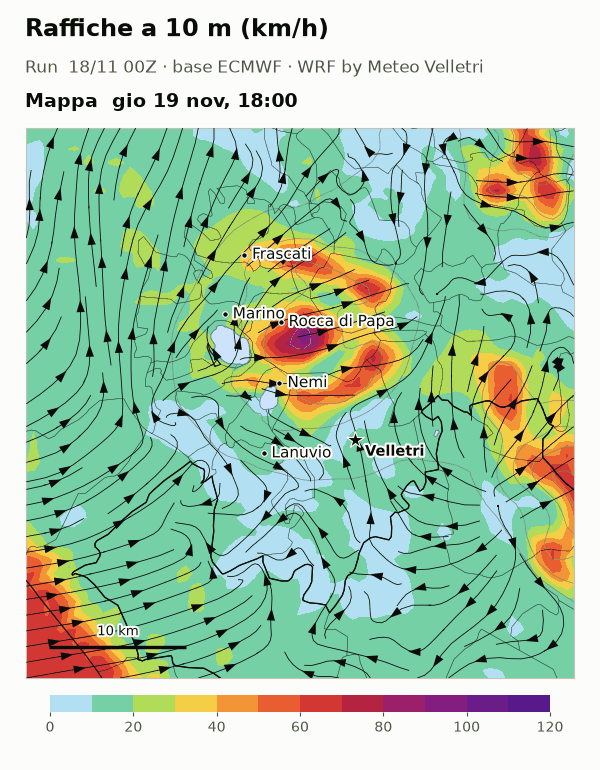 Raffiche a 10 m (km/h)
Run  18/11 00Z · base ECMWF · WRF by Meteo Velletri
Mappa  gio 19 nov, 18:00
Frascati
Marino
Rocca di Papa
Nemi
Velletri
Lanuvio
10 km
0 20 40 60 80 100 120